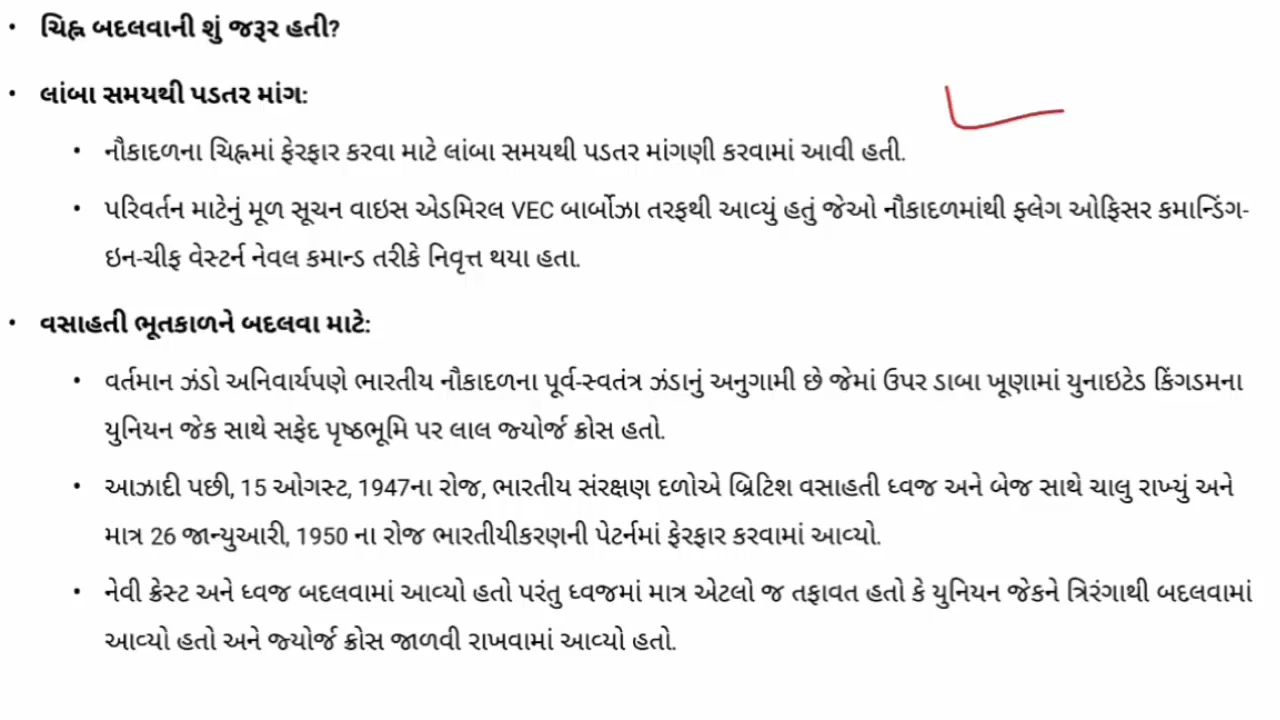 • ચિહ્ન બદલવાની શું જરૂર હતી?
• લાંબા સમયથી પડતર માંગ:
• નૌકાદળના ચિહ્નમાં ફેરફાર કરવા માટે લાંબા સમયથી પડતર માંગણી કરવામાં આવી હતી.
• પરિવર્તન માટેનું મૂળ સૂચન વાઇસ એડમિરલ VEC બાર્બોઝા તરફથી આવ્યું હતું જેઓ નૌકાદળમાંથી ફ્લેગ ઓફિસર કમાન્ડિંગ-
ઇન-ચીફ વેસ્ટર્ન નેવલ કમાન્ડ તરીકે નિવૃત્ત થયા હતા.
• વસાહતી ભૂતકાળને બદલવા માટે:
• વર્તમાન ઝંડો અનિવાર્યપણે ભારતીય નૌકાદળના પૂર્વ-સ્વતંત્ર ઝંડાનું અનુગામી છે જેમાં ઉપર ડાબા ખૂણામાં યુનાઇટેડ કિંગડમના
યુનિયન જેક સાથે સફેદ પૃષ્ઠભૂમિ પર લાલ જ્યોર્જ ક્રોસ હતો.
• આઝાદી પછી, 15 ઓગસ્ટ, 1947ના રોજ, ભારતીય સંરક્ષણ દળોએ બ્રિટિશ વસાહતી ધ્વજ અને બેજ સાથે ચાલુ રાખ્યું અને
માત્ર 26 જાન્યુઆરી, 1950 ના રોજ ભારતીયીકરણની પેટર્નમાં ફેરફાર કરવામાં આવ્યો.
• નેવી ક્રેસ્ટ અને ધ્વજ બદલવામાં આવ્યો હતો પરંતુ ધ્વજમાં માત્ર એટલો જ તફાવત હતો કે યુનિયન જેકને ત્રિરંગાથી બદલવામાં
આવ્યો હતો અને જ્યોર્જ ક્રોસ જાળવી રાખવામાં આવ્યો હતો.